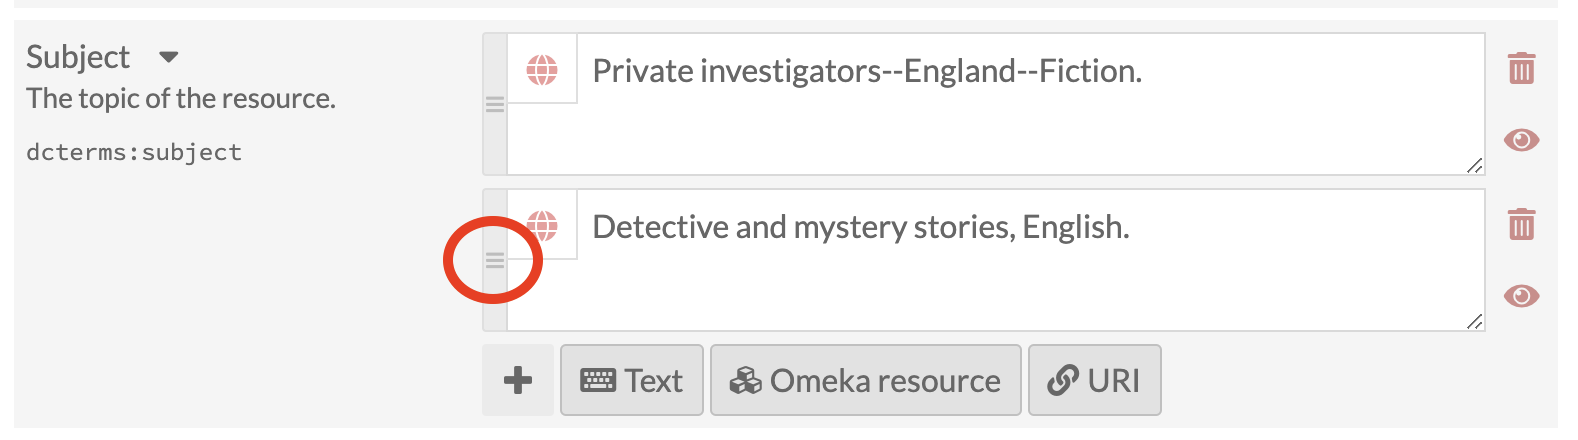 Subject
The topic of the resource.
dcterms:subject
Private investigators--England--Fiction.
Detective and mystery stories, English.
Text
Omeka resource
URI